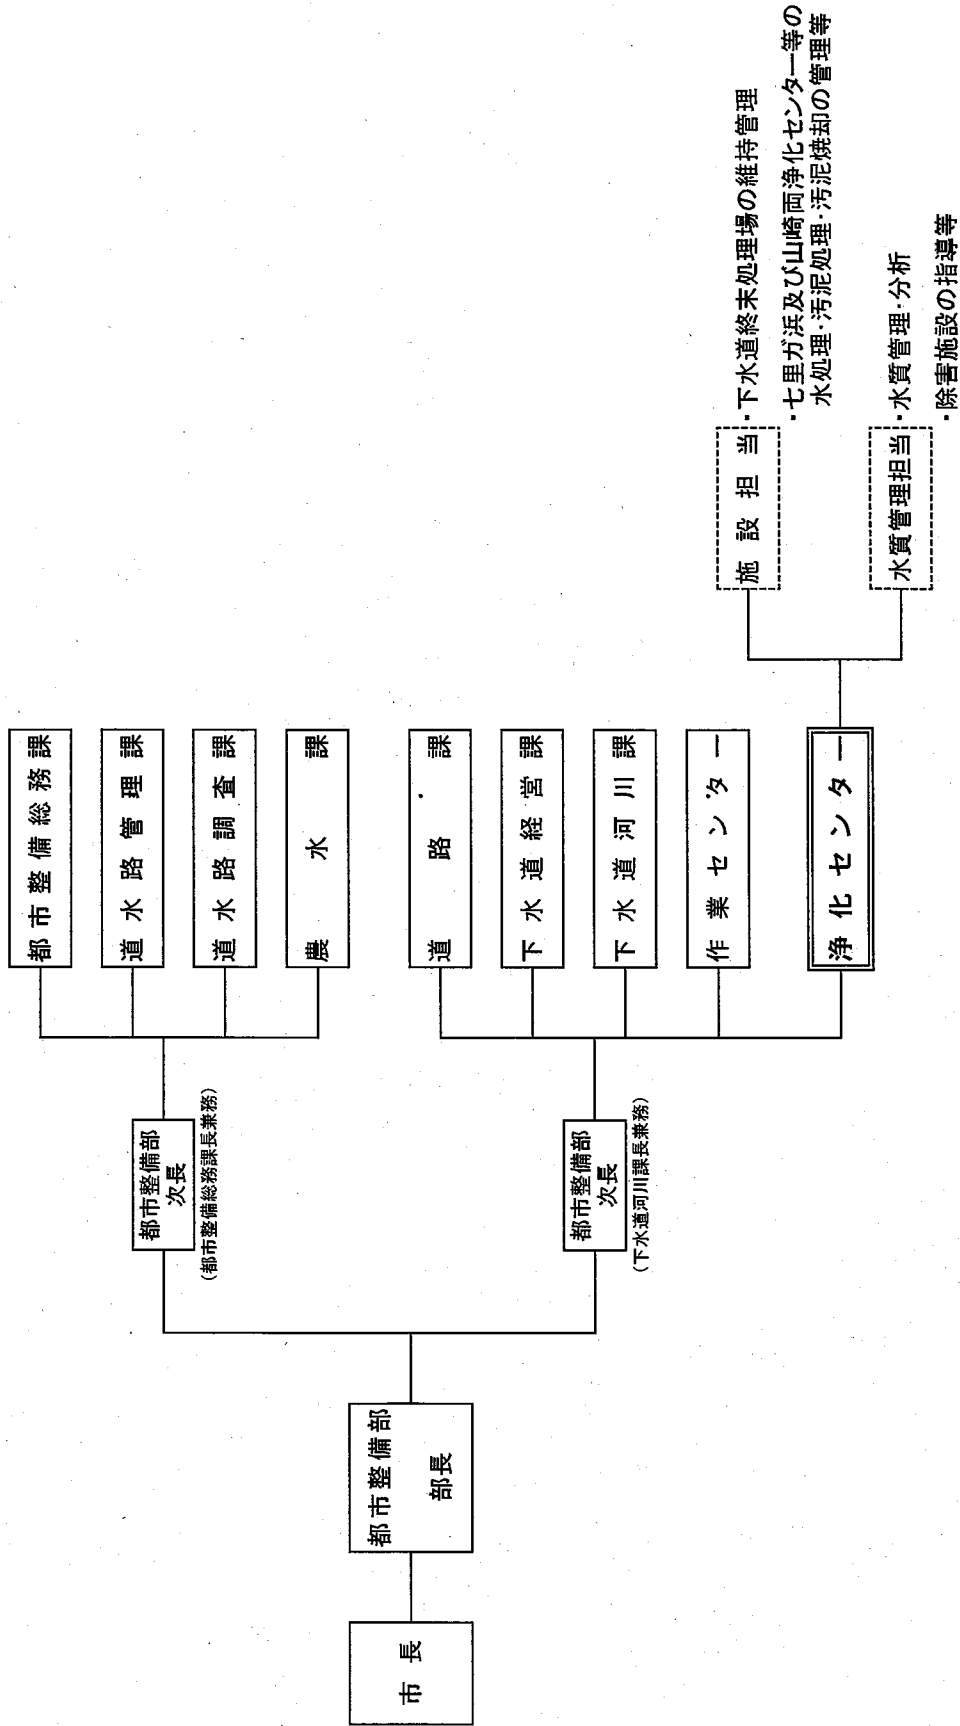 市長
都市整備部
部長
都市整備部
次長
(都市整備総務課長兼務)
都市整備総務課
道水路管理課
道水路調査課
農水課
都市整備部
次長
(下水道河川課長兼務)
道路課
下水道経営課
下水道河川課
作業センター
浄化センター
施設担当
・下水道終末処理場の維持管理
・七里ガ浜及び山崎両浄化センター等の
水処理・汚泥処理・汚泥焼却の管理等
水質管理担当
・水質管理・分析
・除害施設の指導等